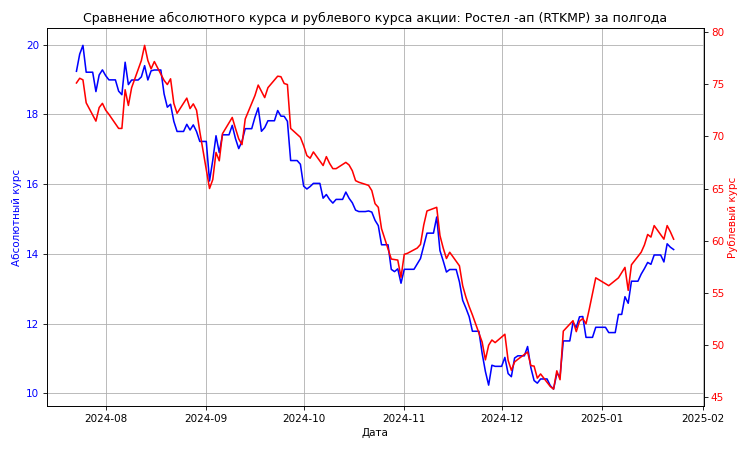 Сравнение абсолютного курса и рублевого курса акции: Ростел -ап (RTKMP) за полгода
20
18
16
14
12
10
Абсолютный курс
80
75
70
65
60
55
50
45
Рублевый курс
2024-08 2024-09 2024-10 2024-11 2024-12 2025-01 2025-02
Дата